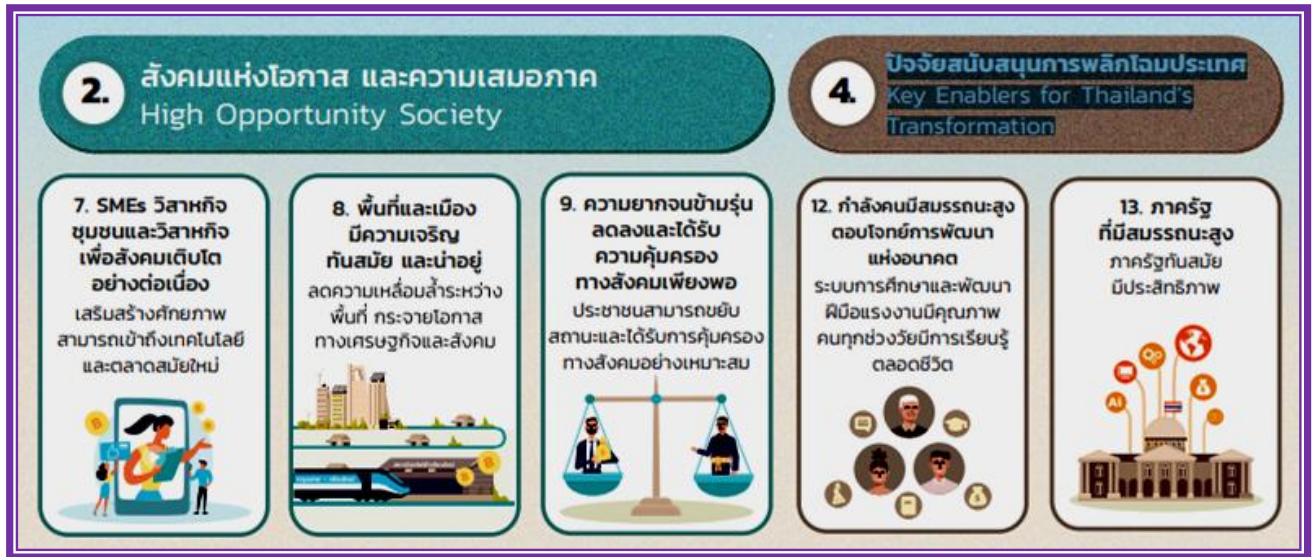 2.
สังคมแห่งโอกาส และความเสมอภาค
High Opportunity Society
4.
ปัจจัยสนับสนุนการพลิกโฉมประเทศ
Key Enablers for Thailand's
Transformation
7. SMEs วิสาหกิจ
ชุมชนและวิสาหกิจ
เพื่อสังคมเติบโต
อย่างต่อเนื่อง
เสริมสร้างศักยภาพ
สามารถเข้าถึงเทคโนโลยี
และตลาดสมัยใหม่
8. พื้นที่และเมือง
มีความเจริญ
ทันสมัย และน่าอยู่
ลดความเหลื่อมล้ำระหว่าง
พื้นที่ กระจายโอกาส
ทางเศรษฐกิจและสังคม
9. ความยากจนข้ามรุ่น
ลดลงและได้รับ
ความคุ้มครอง
ทางสังคมเพียงพอ
ประชาชนสามารถขยับ
สถานะและได้รับการคุ้มครอง
ทางสังคมอย่างเหมาะสม
12. กำลังคนมีสมรรถนะสูง
ตอบโจทย์การพัฒนา
แห่งอนาคต
ระบบการศึกษาและพัฒนา
ฝีมือแรงงานมีคุณภาพ
คนทุกช่วงวัยมีการเรียนรู้
ตลอดชีวิต
13. ภาครัฐ
ที่มีสมรรถนะสูง
ภาครัฐทันสมัย
มีประสิทธิภาพ
AI